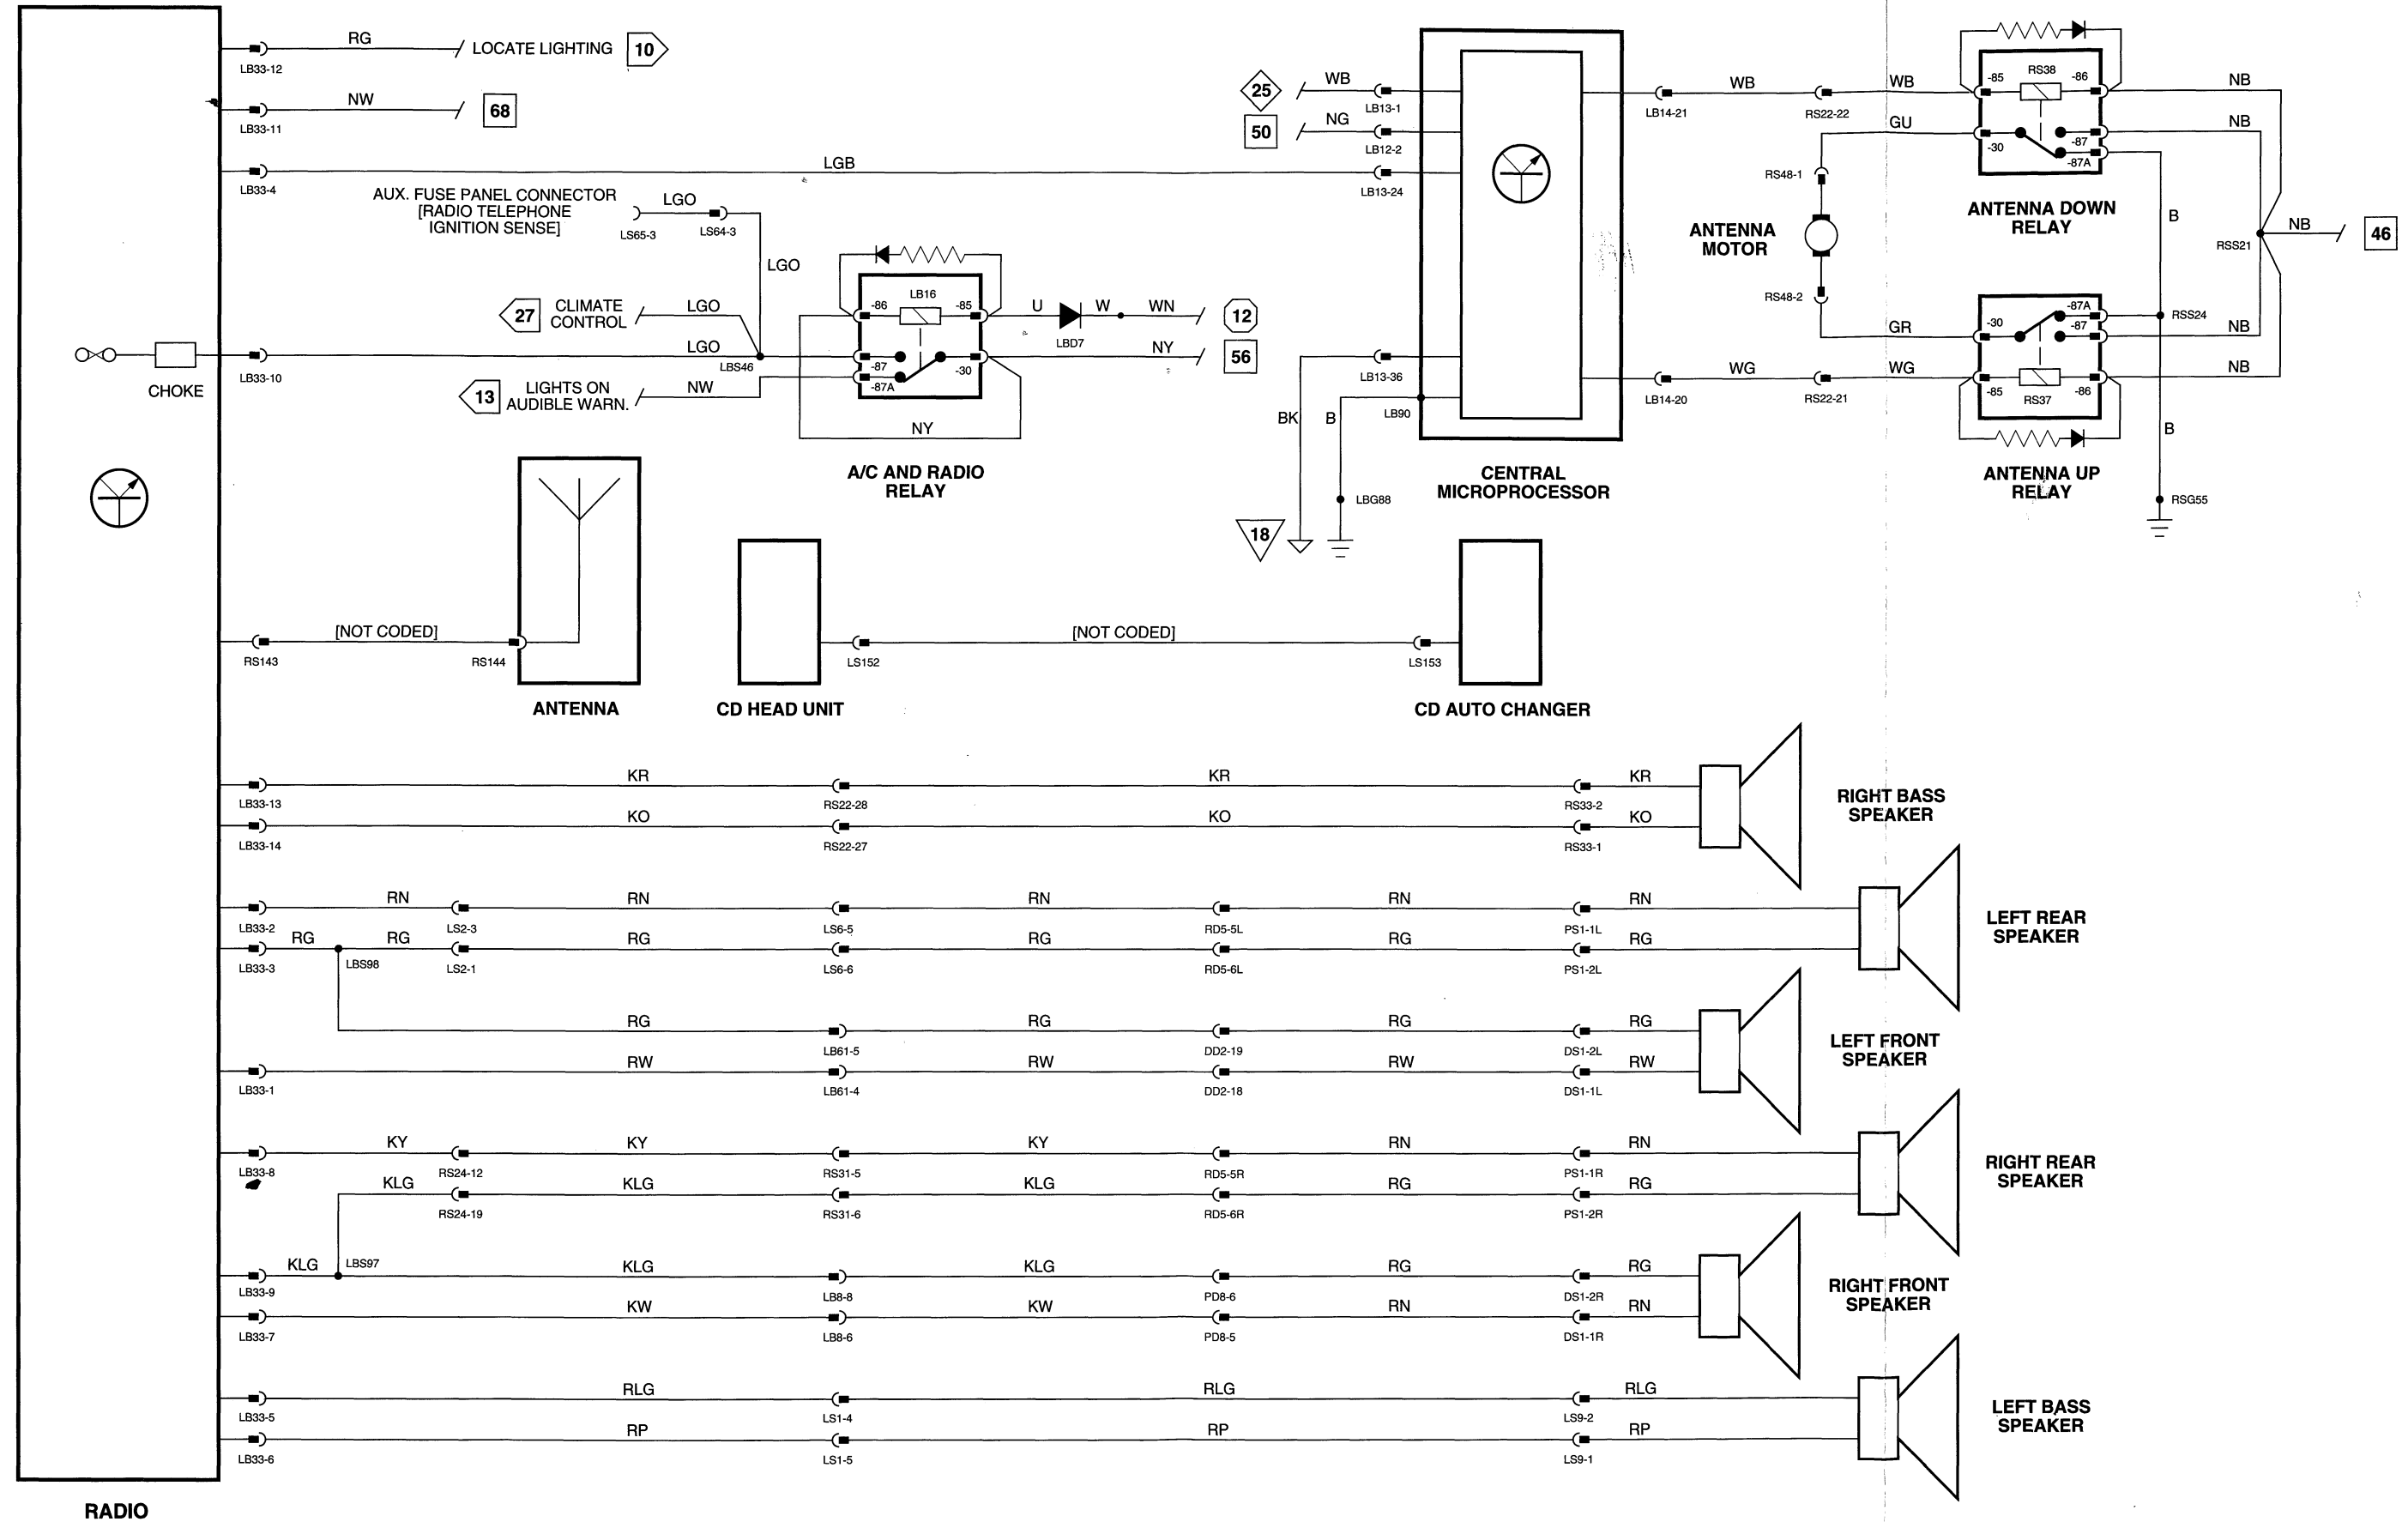 RG
LOCATE LIGHTING
10
LB33-12
NW
68
LB33-11
LGB
LB33-4
AUX. FUSE PANEL CONNECTOR
[RADIO TELEPHONE
IGNITION SENSE]
LGO
LS65-3
LS64-3
LGO
27
CLIMATE
CONTROL
LGO
LGO
LBS46
LB33-10
CHOKE
13
LIGHTS ON
AUDIBLE WARN.
NW
-86
LB16
-85
-87
-87A
-30
NY
A/C AND RADIO
RELAY
U
W
WN
12
LBD7
NY
56
25
WB
LB13-1
50
NG
LB12-2
LB13-24
LB13-36
BK
B
LB90
LBG88
18
CENTRAL
MICROPROCESSOR
WB
LB14-21
RS22-22
WB
GU
RS48-1
ANTENNA
MOTOR
RS48-2
GR
WG
LB14-20
RS22-21
WG
-85
RS38
-86
-30
-87
-87A
ANTENNA DOWN
RELAY
NB
NB
B
RSS21
NB
46
-87A
-30
-87
RSS24
NB
NB
-85
RS37
-86
B
ANTENNA UP
RELAY
RSG55
[NOT CODED]
RS143
RS144
ANTENNA
CD HEAD UNIT
LS152
[NOT CODED]
LS153
CD AUTO CHANGER
KR
KR
KR
LB33-13
RS22-28
RS33-2
KO
KO
KO
LB33-14
RS22-27
RS33-1
RIGHT BASS
SPEAKER
RN
RN
RN
RN
RN
LB33-2
LS2-3
LS6-5
RD5-5L
PS1-1L
RG
RG
RG
RG
RG
RG
LB33-3
LBS98
LS2-1
LS6-6
RD5-6L
PS1-2L
LEFT REAR
SPEAKER
RG
RG
RG
RG
LB61-5
DD2-19
DS1-2L
RW
RW
RW
RW
LB33-1
LB61-4
DD2-18
DS1-1L
LEFT FRONT
SPEAKER
KY
KY
KY
RN
RN
LB33-8
RS24-12
RS31-5
RD5-5R
PS1-1R
KLG
KLG
KLG
RG
RG
RS24-19
RS31-6
RD5-6R
PS1-2R
RIGHT REAR
SPEAKER
KLG
LBS97
KLG
KLG
RG
RG
LB33-9
LB8-8
PD8-6
DS1-2R
KW
KW
RN
RN
LB33-7
LB8-6
PD8-5
DS1-1R
RIGHT FRONT
SPEAKER
RLG
RLG
RLG
LB33-5
LS1-4
LS9-2
RP
RP
RP
LB33-6
LS1-5
LS9-1
LEFT BASS
SPEAKER
RADIO